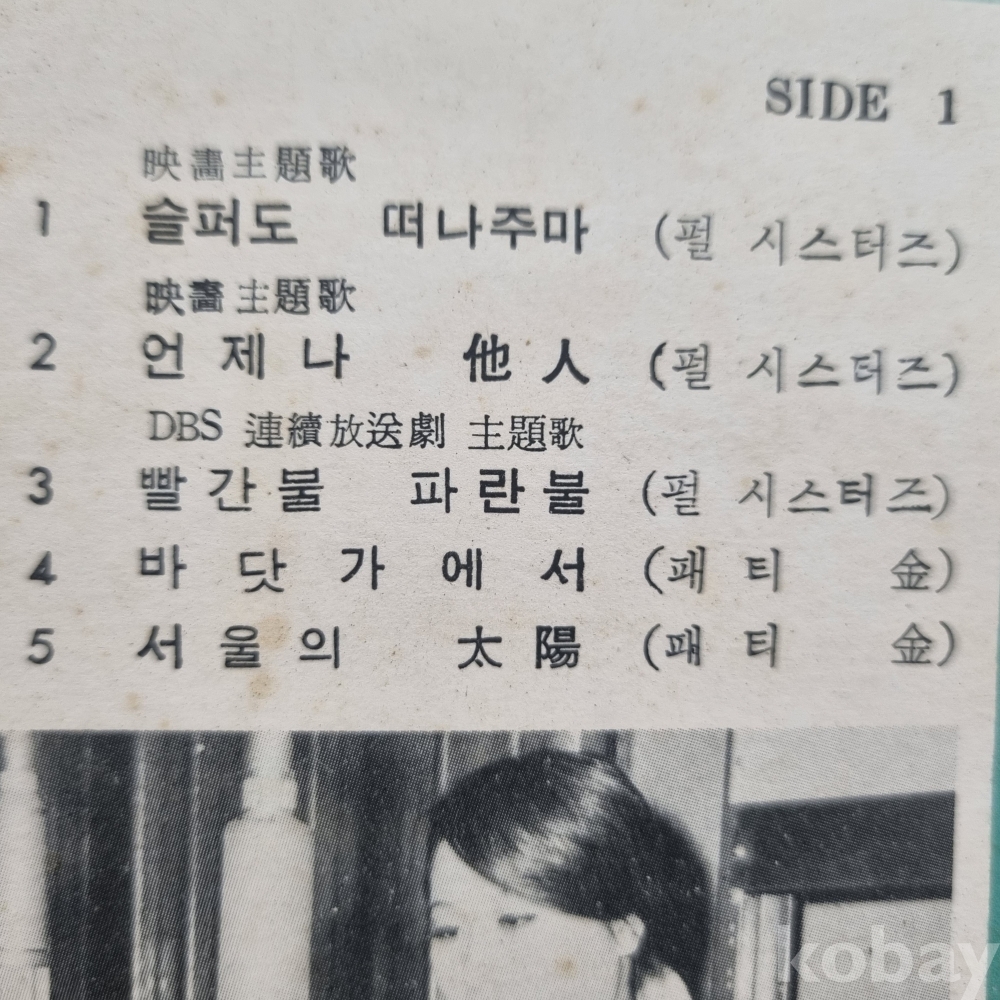 SIDE 1
映畵主題歌
1 슬퍼도 떠나주마 (펄 시스터즈)
映畵主題歌
2 언제나 他人 (펄 시스터즈)
DBS 連續放送劇 主題歌
3 빨간불 파란불 (펄 시스터즈)
4 바닷가에서 (패티 金)
5 서울의 太陽 (패티 金)
kobay